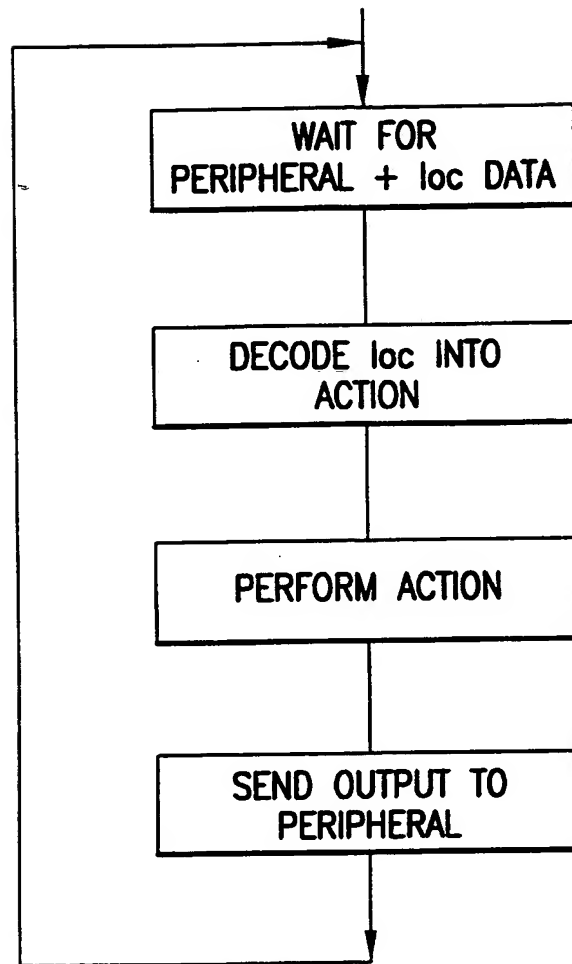 WAIT FOR
PERIPHERAL + loc DATA
DECODE loc INTO
ACTION
PERFORM ACTION
SEND OUTPUT TO
PERIPHERAL